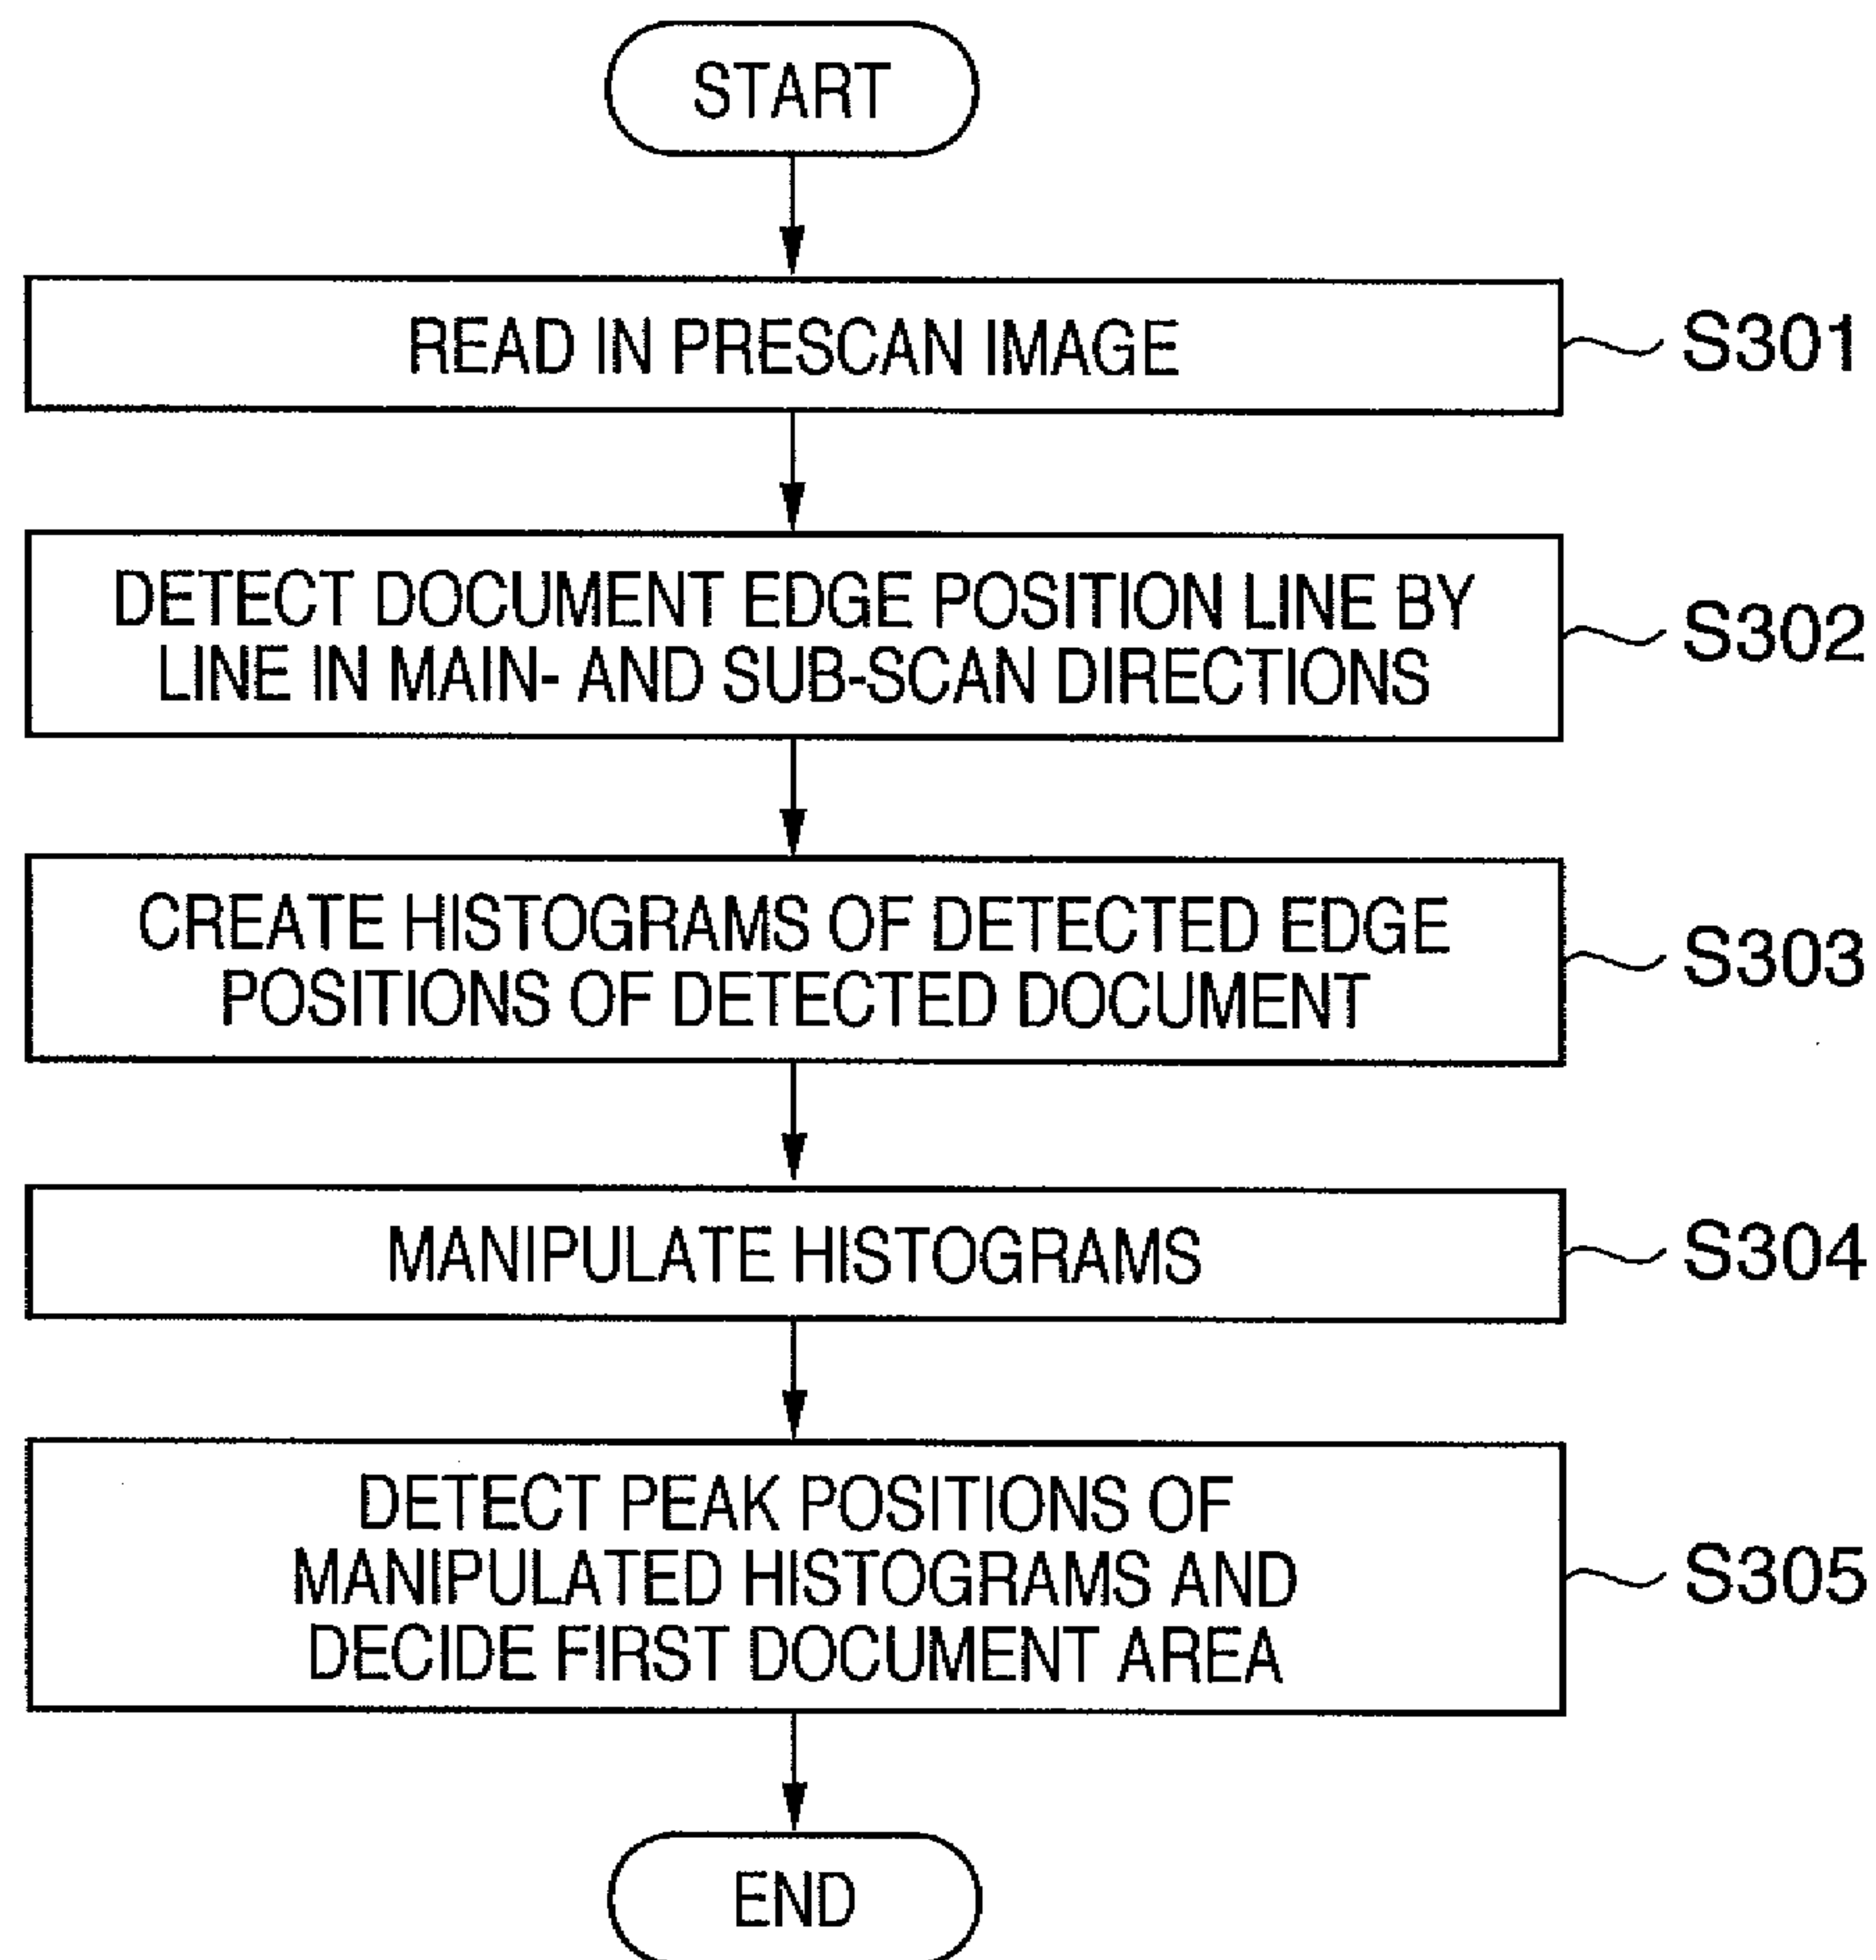 START
READ IN PRESCAN IMAGE
S301
DETECT DOCUMENT EDGE POSITION LINE BY
LINE IN MAIN- AND SUB-SCAN DIRECTIONS
S302
CREATE HISTOGRAMS OF DETECTED EDGE
POSITIONS OF DETECTED DOCUMENT
S303
MANIPULATE HISTOGRAMS
S304
DETECT PEAK POSITIONS OF
MANIPULATED HISTOGRAMS AND
DECIDE FIRST DOCUMENT AREA
S305
END